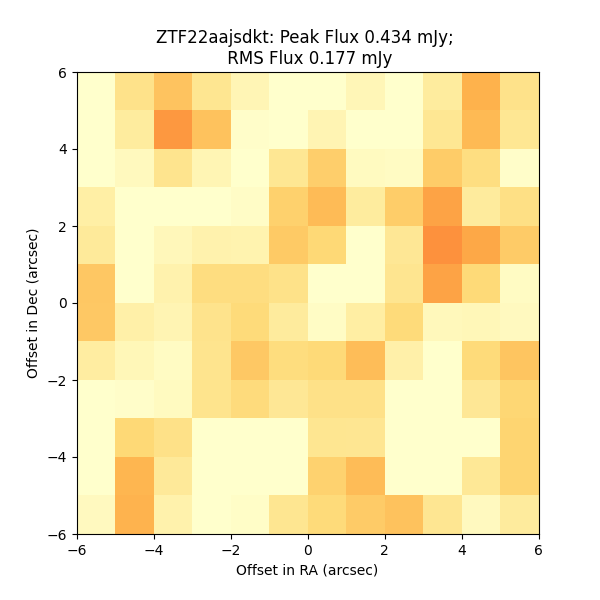 ZTF22aajsdkt: Peak Flux 0.434 mJy;
RMS Flux 0.177 mJy
6
4
2
0
−2
−4
−6
Offset in Dec (arcsec)
−6 −4 −2 0 2 4 6
Offset in RA (arcsec)